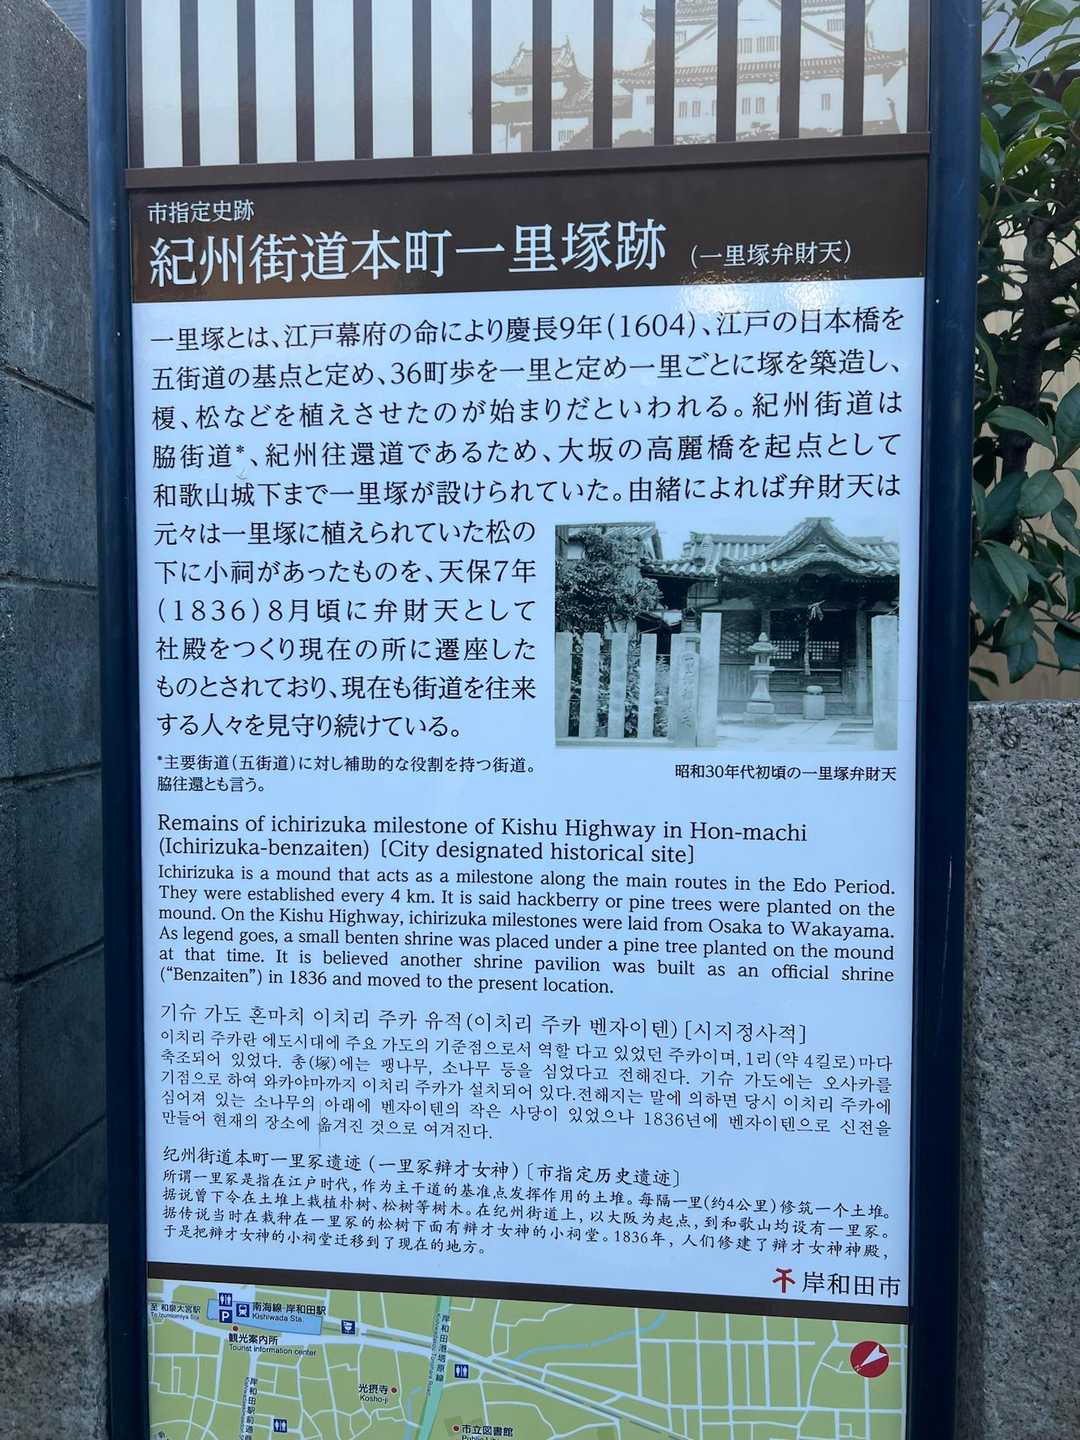 市指定史跡
紀州街道本町一里塚跡 (一里塚弁財天)
一里塚とは、江戸幕府の命により慶長9年(1604)、江戸の日本橋を
五街道の基点と定め、36町歩を一里と定め一里ごとに塚を築造し、
榎、松などを植えさせたのが始まりだといわれる。紀州街道は
脇街道*、紀州往還道であるため、大坂の高麗橋を起点として
和歌山城下まで一里塚が設けられていた。由緒によれば弁財天は
元々は一里塚に植えられていた松の
下に小祠があったものを、天保7年
(1836)8月頃に弁財天として
社殿をつくり現在の所に遷座した
ものとされており、現在も街道を往来
する人々を見守り続けている。
*主要街道(五街道)に対し補助的な役割を持つ街道。
脇往還とも言う。
昭和30年代初頃の一里塚弁財天
Remains of ichirizuka milestone of Kishu Highway in Hon-machi
(Ichirizuka-benzaiten) [City designated historical site]
Ichirizuka is a mound that acts as a milestone along the main routes in the Edo Period.
They were established every 4 km. It is said hackberry or pine trees were planted on the
mound. On the Kishu Highway, ichirizuka milestones were laid from Osaka to Wakayama.
As legend goes, a small benten shrine was placed under a pine tree planted on the mound
at that time. It is believed another shrine pavilion was built as an official shrine
(“Benzaiten”) in 1836 and moved to the present location.
기슈 가도 혼마치 이치리 주카 유적(이치리 주카 벤자이텐) [시지정사적]
이치리 주카란 에도시대에 주요 가도의 기준점으로서 역할 다고 있었던 주카이며, 1리(약 4킬로)마다
축조되어 있었다. 총(塚)에는 팽나무, 소나무 등을 심었다고 전해진다. 기슈 가도에는 오사카를
기점으로 하여 와카야마까지 이치리 주카가 설치되어 있다.전해지는 말에 의하면 당시 이치리 주카에
심어져 있는 소나무의 아래에 벤자이텐의 작은 사당이 있었으나 1836년에 벤자이텐으로 신전을
만들어 현재의 장소에 옮겨진 것으로 여겨진다.
纪州街道本町一里冢遗迹 (一里冢辩才女神) [市指定历史遗迹]
所谓一里冢是指在江户时代, 作为主干道的基准点发挥作用的土堆。每隔一里(约4公里)修筑一个土堆。
据说曾下令在土堆上栽植朴树、松树等树木。在纪州街道上, 以大阪为起点, 到和歌山均设有一里冢。
据传说当时在栽种在一里冢的松树下面有辩才女神的小祠堂。1836年, 人们修建了辩才女神神殿,
于是把辩才女神的小祠堂迁移到了现在的地方。
岸和田市
至 和泉大宮駅
To Izumiomiya Sta.
P
南海線 岸和田駅
Kishiwada Sta.
観光案内所
Tourist information center
岸和田港塔原線
光摂寺
Kosho-ji
岸和田駅前道
市立図書館